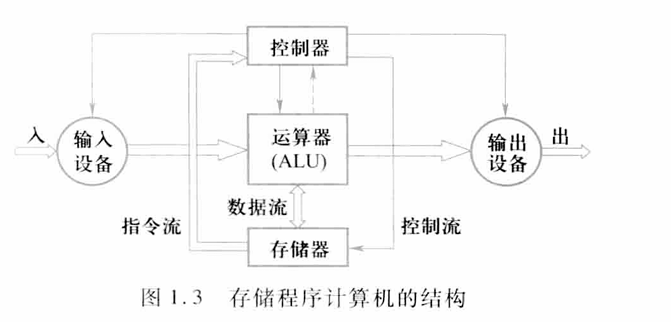 控制器
入
输入
设备
运算器
(ALU)
输出
设备
出
指令流
数据流
控制流
存储器
图 1.3 存储程序计算机的结构